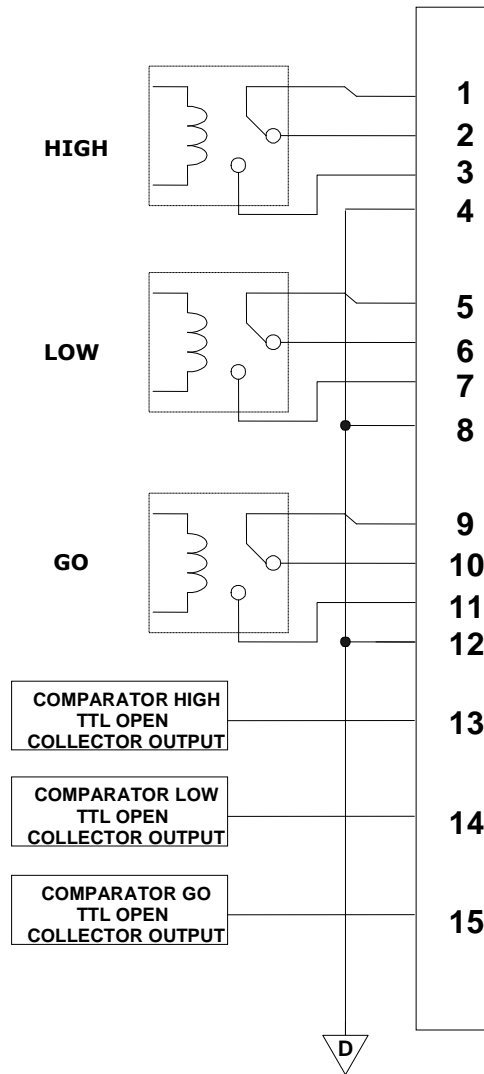 1
2
HIGH
3
4
5
LOW
6
7
8
9
GO
10
11
12
COMPARATOR HIGH
TTL OPEN
COLLECTOR OUTPUT
13
COMPARATOR LOW
TTL OPEN
COLLECTOR OUTPUT
14
COMPARATOR GO
TTL OPEN
COLLECTOR OUTPUT
15
D